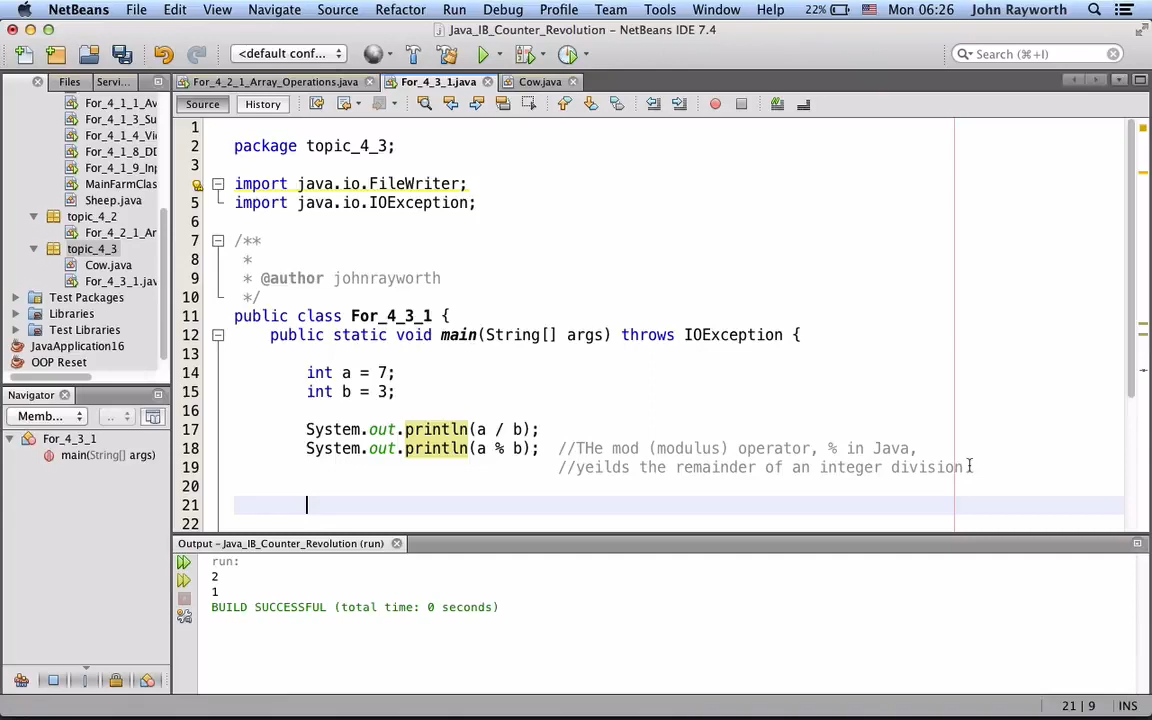 NetBeans File Edit View Navigate Source Refactor Run Debug Profile Team Tools Window Help 22% Mon 06:26 John Rayworth
Java_IB_Counter_Revolution – NetBeans IDE 7.4
<default conf... Search (⌘+I)
Files Servi... For_4_2_1_Array_Operations.java For_4_3_1.java Cow.java
Source History
For_4_1_1_Av
For_4_1_3_Su
For_4_1_4_Vi
For_4_1_8_DD
For_4_1_9_Inp
MainFarmClas
Sheep.java
topic_4_2
For_4_2_1_Ar
topic_4_3
Cow.java
For_4_3_1.jav
Test Packages
Libraries
Test Libraries
JavaApplication16
OOP Reset
Navigator
Memb... ..
For_4_3_1
main(String[] args)
1
2 package topic_4_3;
3
import java.io.FileWriter;
5 import java.io.IOException;
6
7 /**
8 *
9 * @author johnrayworth
10 */
11 public class For_4_3_1 {
12 public static void main(String[] args) throws IOException {
13
14 int a = 7;
15 int b = 3;
16
17 System.out.println(a / b);
18 System.out.println(a % b); //THe mod (modulus) operator, % in Java,
19 //yeilds the remainder of an integer division.
20
21
22
Output – Java_IB_Counter_Revolution (run)
run:
2
1
BUILD SUCCESSFUL (total time: 0 seconds)
21 | 9 INS